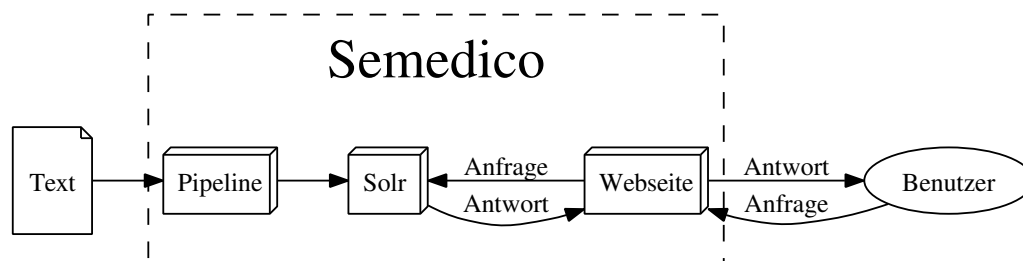 Semedico
Anfrage
Antwort
Text
Pipeline
Solr
Webseite
Benutzer
Antwort
Anfrage